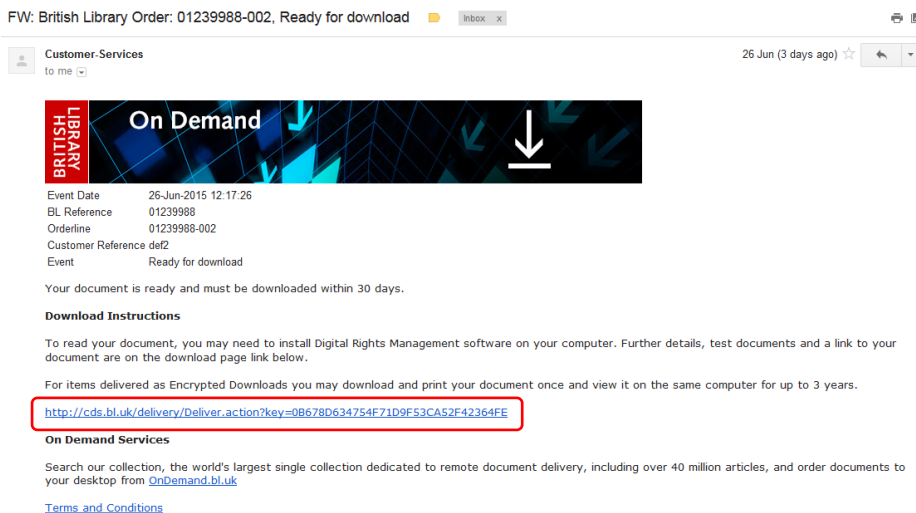 FW: British Library Order: 01239988-002, Ready for download Inbox x
Customer-Services 26 Jun (3 days ago)
to me
BRITISH LIBRARY
On Demand
Event Date 26-Jun-2015 12:17:26
BL Reference 01239988
Orderline 01239988-002
Customer Reference def2
Event Ready for download
Your document is ready and must be downloaded within 30 days.
Download Instructions
To read your document, you may need to install Digital Rights Management software on your computer. Further details, test documents and a link to your
document are on the download page link below.
For items delivered as Encrypted Downloads you may download and print your document once and view it on the same computer for up to 3 years.
http://cds.bl.uk/delivery/Deliver.action?key=0B678D634754F71D9F53CA52F42364FE
On Demand Services
Search our collection, the world's largest single collection dedicated to remote document delivery, including over 40 million articles, and order documents to
your desktop from OnDemand.bl.uk
Terms and Conditions